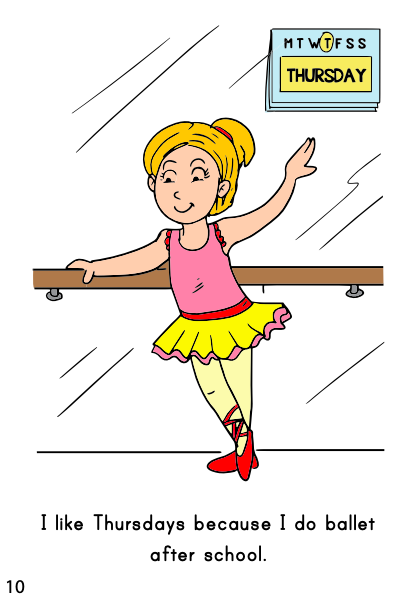 M T W T F S S
THURSDAY
I like Thursdays because I do ballet
after school.
10